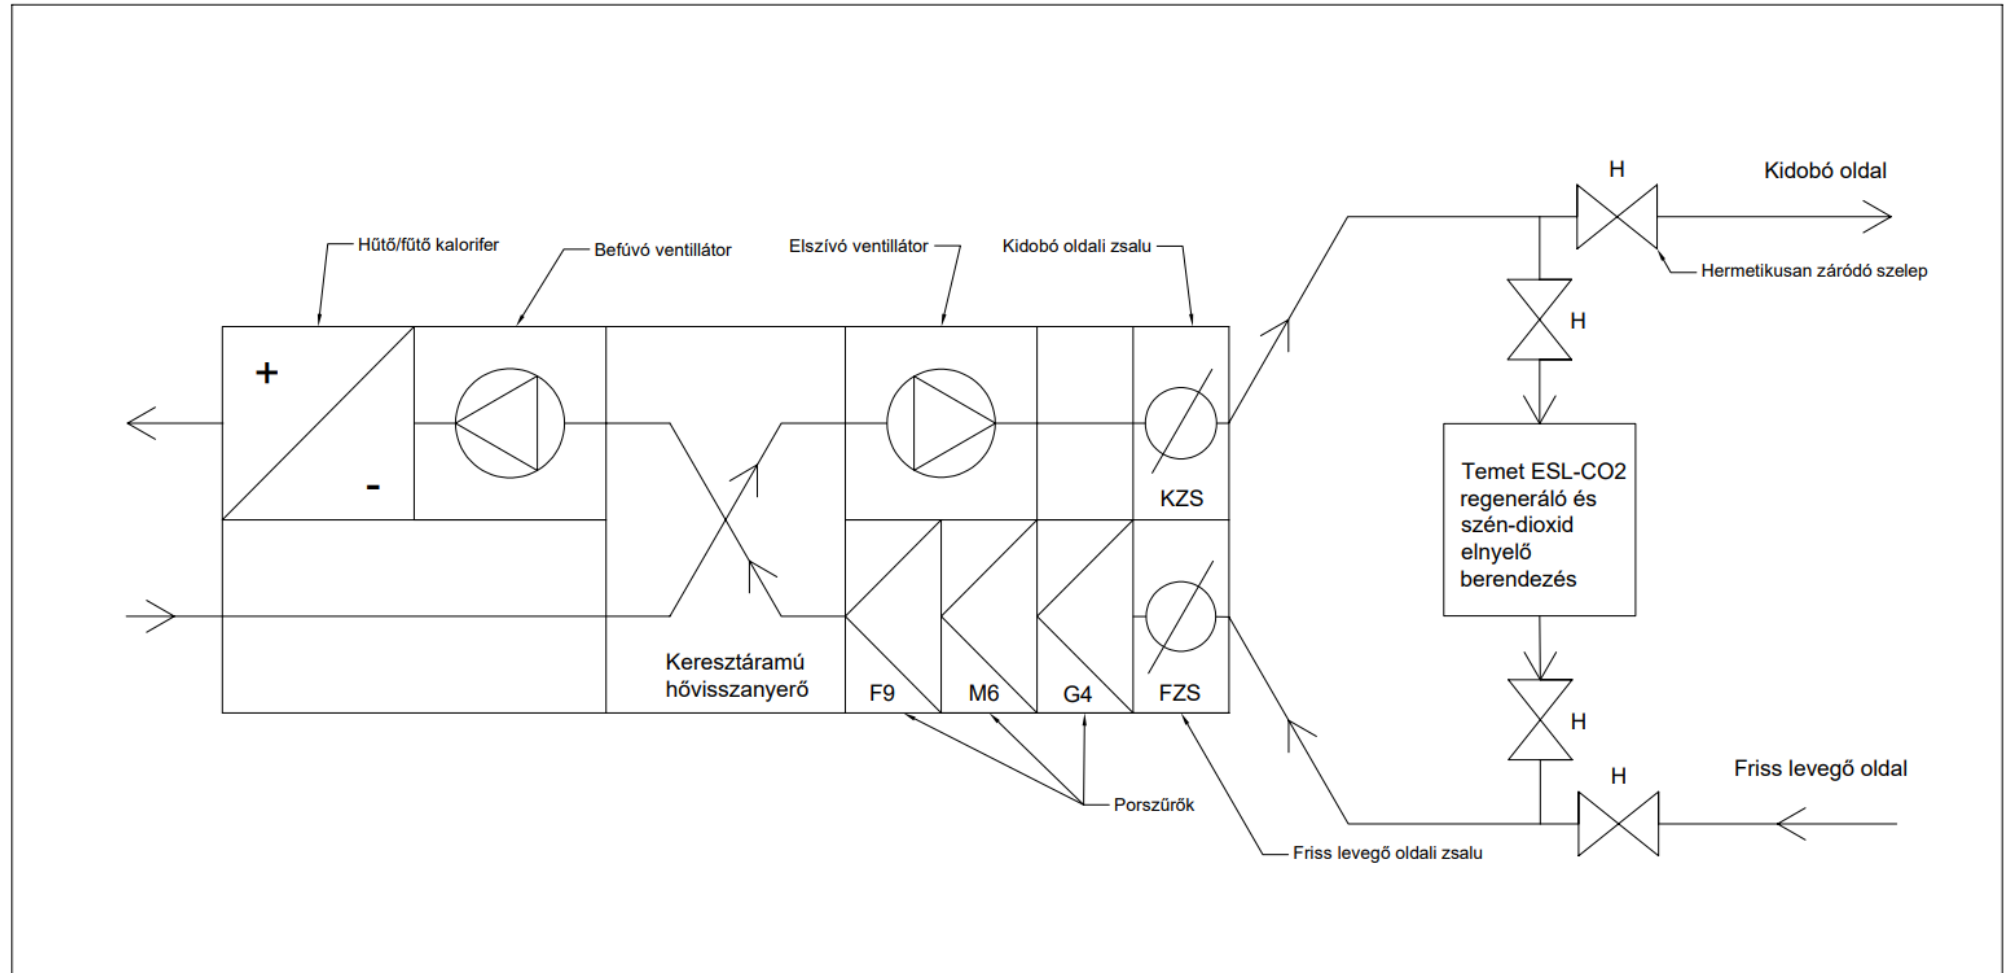 H
Kidobó oldal
Hűtő/fűtő kalorifer
Befúvó ventillátor
Elszívó ventillátor
Kidobó oldali zsalu
Hermetikusan záródó szelep
H
+
-
KZS
Temet ESL-CO2
regeneráló és
szén-dioxid
elnyelő
berendezés
Keresztáramú
hővisszanyerő
F9
M6
G4
FZS
H
H
Friss levegő oldal
Porszűrők
Friss levegő oldali zsalu